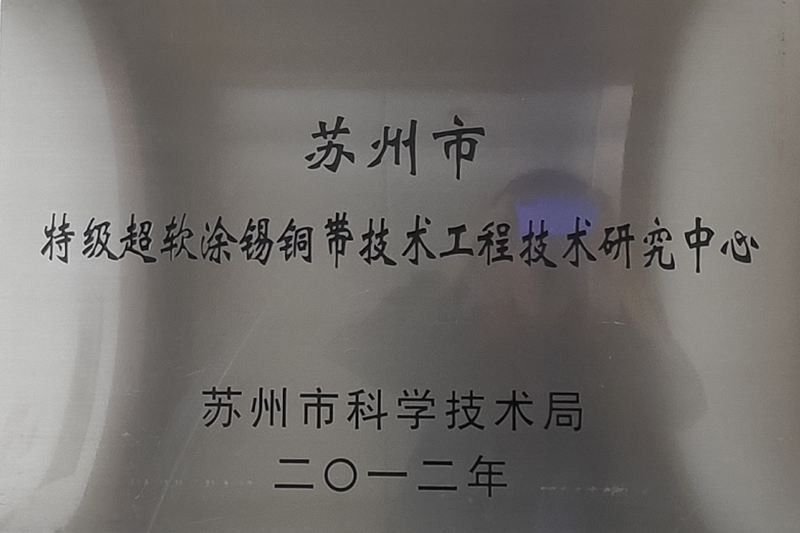 苏州市
特级超软涂锡铜带技术工程技术研究中心
苏州市科学技术局
二〇一二年